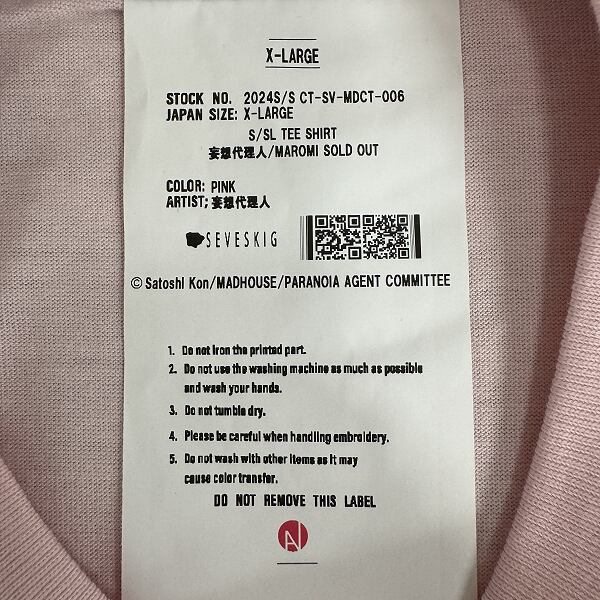 X-LARGE
STOCK NO. 2024S/S CT-SV-MDCT-006
JAPAN SIZE: X-LARGE
S/SL TEE SHIRT
妄想代理人/MAROMI SOLD OUT
COLOR: PINK
ARTIST; 妄想代理人
SEVESKIG
© Satoshi Kon/MADHOUSE/PARANOIA AGENT COMMITTEE
1. Do not iron the printed part.
2. Do not use the washing machine as much as possible
and wash your hands.
3. Do not tumble dry.
4. Please be careful when handling embroidery.
5. Do not wash with other items as it may
cause color transfer.
DO NOT REMOVE THIS LABEL
AI